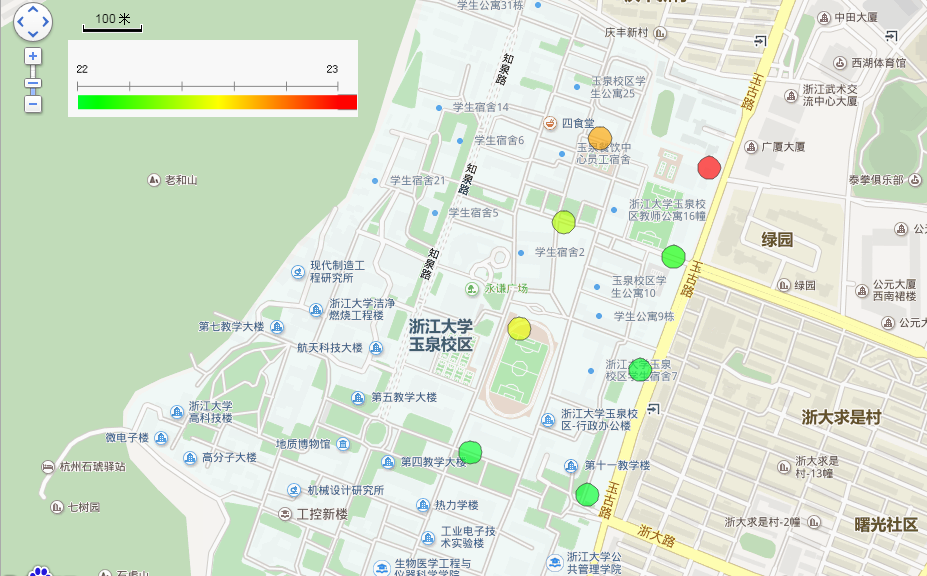 学生公寓31栋
100 米
中田大厦
庆丰新村
西湖体育馆
22
23
知泉路
玉古路
玉泉校区学
生公寓25
浙江武术交
流中心大厦
学生宿舍14
四食堂
学生宿舍6
玉泉餐饮中
心员工宿舍
广厦大厦
老和山
学生宿舍21
知泉路
泰拳俱乐部
学生宿舍5
浙江大学玉泉校
区教师公寓16幢
公元
绿园
学生宿舍2
知泉路
现代制造工
程研究所
永谦广场
玉泉校区学
生公寓10
玉古路
绿园
公元大厦
西南裙楼
浙江大学洁净
燃烧工程楼
第七教学大楼
浙江大学
玉泉校区
学生公寓9栋
公元大
航天科技大楼
浙江大学玉泉
校区学生宿舍7
第五教学大楼
浙江大学
高科技楼
浙江大学玉泉校
区-行政办公楼
浙大求是村
微电子楼
地质博物馆
高分子大楼
第四教学大楼
第十一教学楼
浙大求是
村-13幢
杭州石琥驿站
机械设计研究所
七树园
工控新楼
热力学楼
玉古路
浙大求是村-2幢
曙光社区
工业电子技
术实验楼
浙大路
生物医学工程与
仪器科学学院
浙江大学公
共管理学院
石虎山